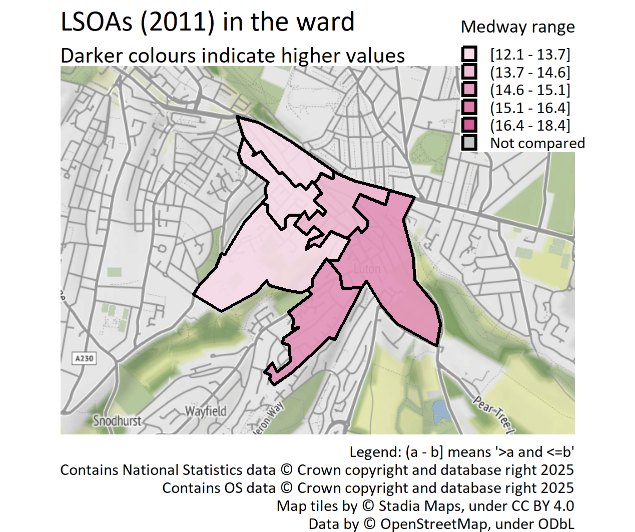 LSOAs (2011) in the ward
Darker colours indicate higher values
Medway range
[12.1 - 13.7]
(13.7 - 14.6]
(14.6 - 15.1]
(15.1 - 16.4]
(16.4 - 18.4]
Not compared
Luton
A230
Snodhurst
Wayfield
Way
Pear-Tree-L
Legend: (a - b] means '>a and <=b'
Contains National Statistics data © Crown copyright and database right 2025
Contains OS data © Crown copyright and database right 2025
Map tiles by © Stadia Maps, under CC BY 4.0
Data by © OpenStreetMap, under ODbL